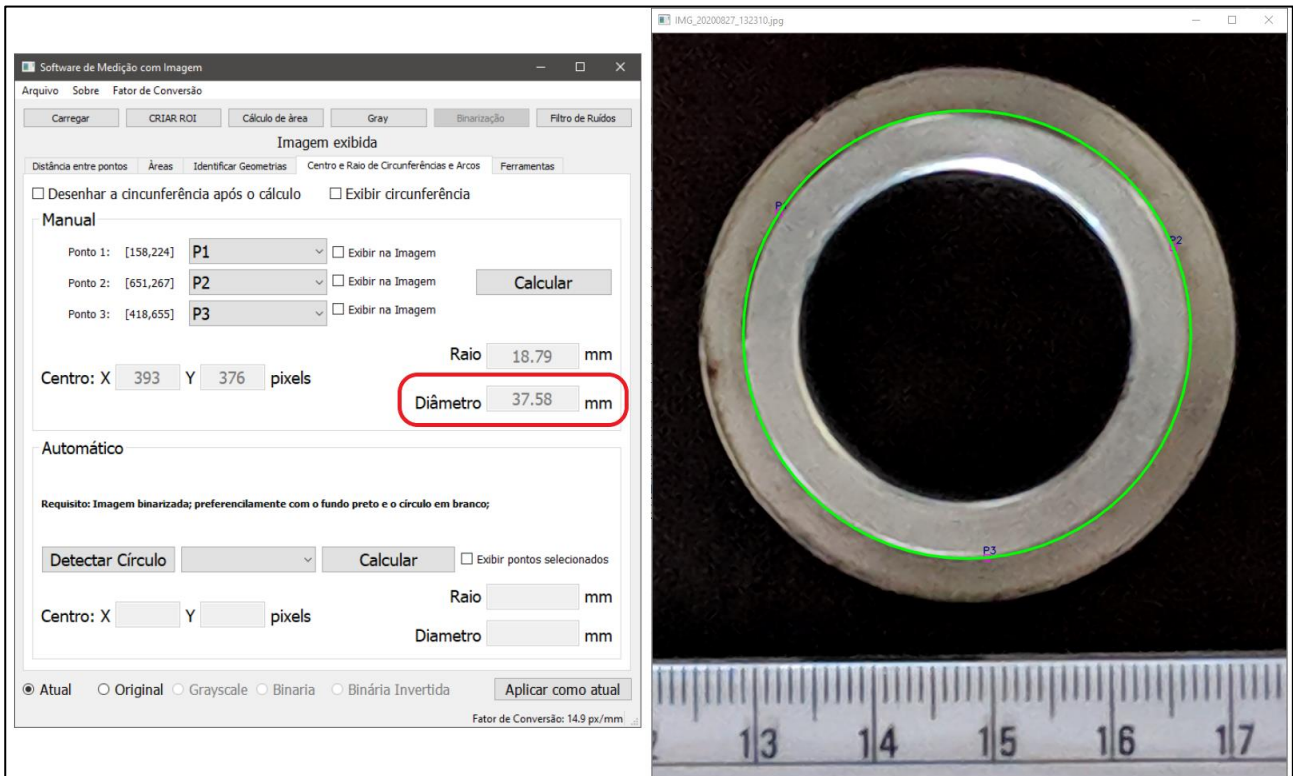 IMG_20200827_132310.jpg
Software de Medição com Imagem
Arquivo Sobre Fator de Conversão
Carregar CRIAR ROI Cálculo de àrea Gray Binarização Filtro de Ruídos
Imagem exibida
Distância entre pontos Àreas Identificar Geometrias Centro e Raio de Circunferências e Arcos Ferramentas
Desenhar a cincunferência após o cálculo Exibir circunferência
Manual
Ponto 1: [158,224] P1 Exibir na Imagem
Ponto 2: [651,267] P2 Exibir na Imagem Calcular
Ponto 3: [418,655] P3 Exibir na Imagem
Raio 18.79 mm
Centro: X 393 Y 376 pixels
Diâmetro 37.58 mm
Automático
Requisito: Imagem binarizada; preferencilamente com o fundo preto e o círculo em branco;
Detectar Círculo Calcular Exibir pontos selecionados
Raio mm
Centro: X Y pixels
Diametro mm
Atual Original Grayscale Binaria Binária Invertida Aplicar como atual
Fator de Conversão: 14.9 px/mm
P2
P3
13 14 15 16 17